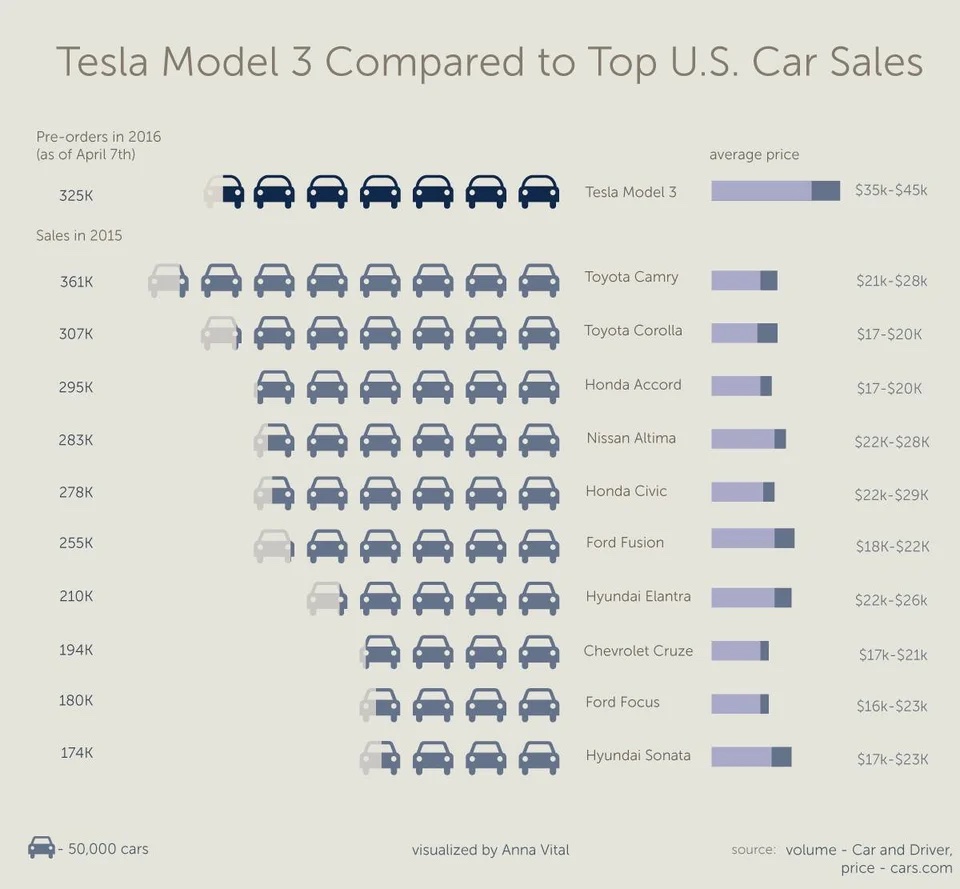 Tesla Model 3 Compared to Top U.S. Car Sales
Pre-orders in 2016
(as of April 7th)
average price
325K Tesla Model 3 $35k-$45k
Sales in 2015
361K Toyota Camry $21k-$28k
307K Toyota Corolla $17-$20K
295K Honda Accord $17-$20K
283K Nissan Altima $22K-$28K
278K Honda Civic $22k-$29K
255K Ford Fusion $18K-$22K
210K Hyundai Elantra $22k-$26k
194K Chevrolet Cruze $17k-$21k
180K Ford Focus $16k-$23k
174K Hyundai Sonata $17k-$23K
- 50,000 cars
visualized by Anna Vital
source: volume - Car and Driver,
price - cars.com